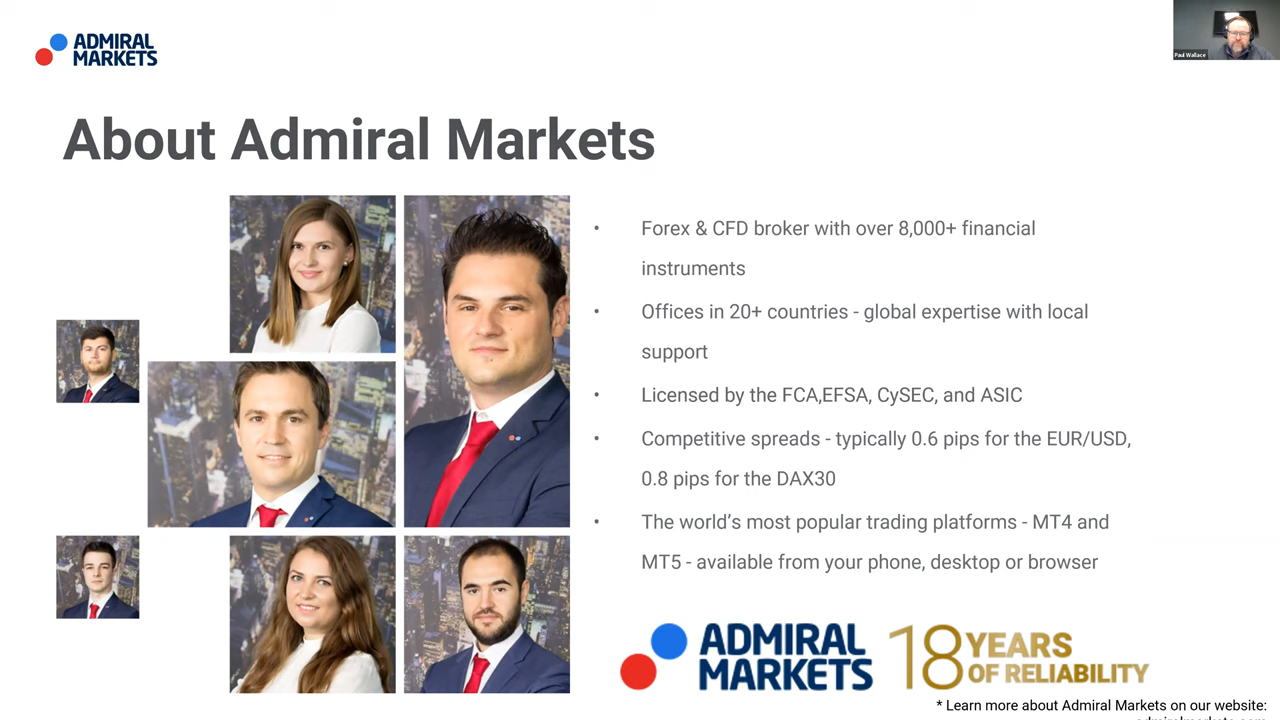 ADMIRAL
MARKETS
Paul Wallace
About Admiral Markets
• Forex & CFD broker with over 8,000+ financial
instruments
• Offices in 20+ countries - global expertise with local
support
• Licensed by the FCA,EFSA, CySEC, and ASIC
• Competitive spreads - typically 0.6 pips for the EUR/USD,
0.8 pips for the DAX30
• The world's most popular trading platforms - MT4 and
MT5 - available from your phone, desktop or browser
ADMIRAL
MARKETS
18 YEARS
OF RELIABILITY
* Learn more about Admiral Markets on our website: